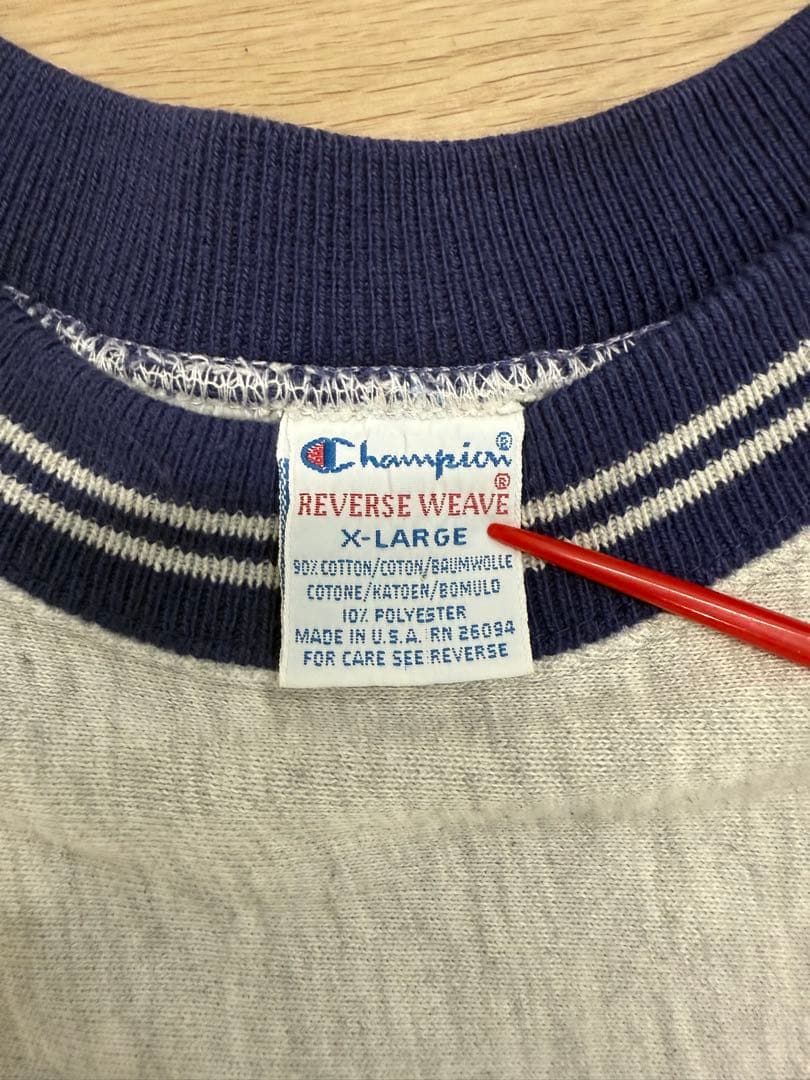 Champion®
REVERSE WEAVE®
X-LARGE
90% COTTON/COTON/BAUMWOLLE
COTONE/KATOEN/BOMULD
10% POLYESTER
MADE IN U.S.A. RN 26094
FOR CARE SEE REVERSE